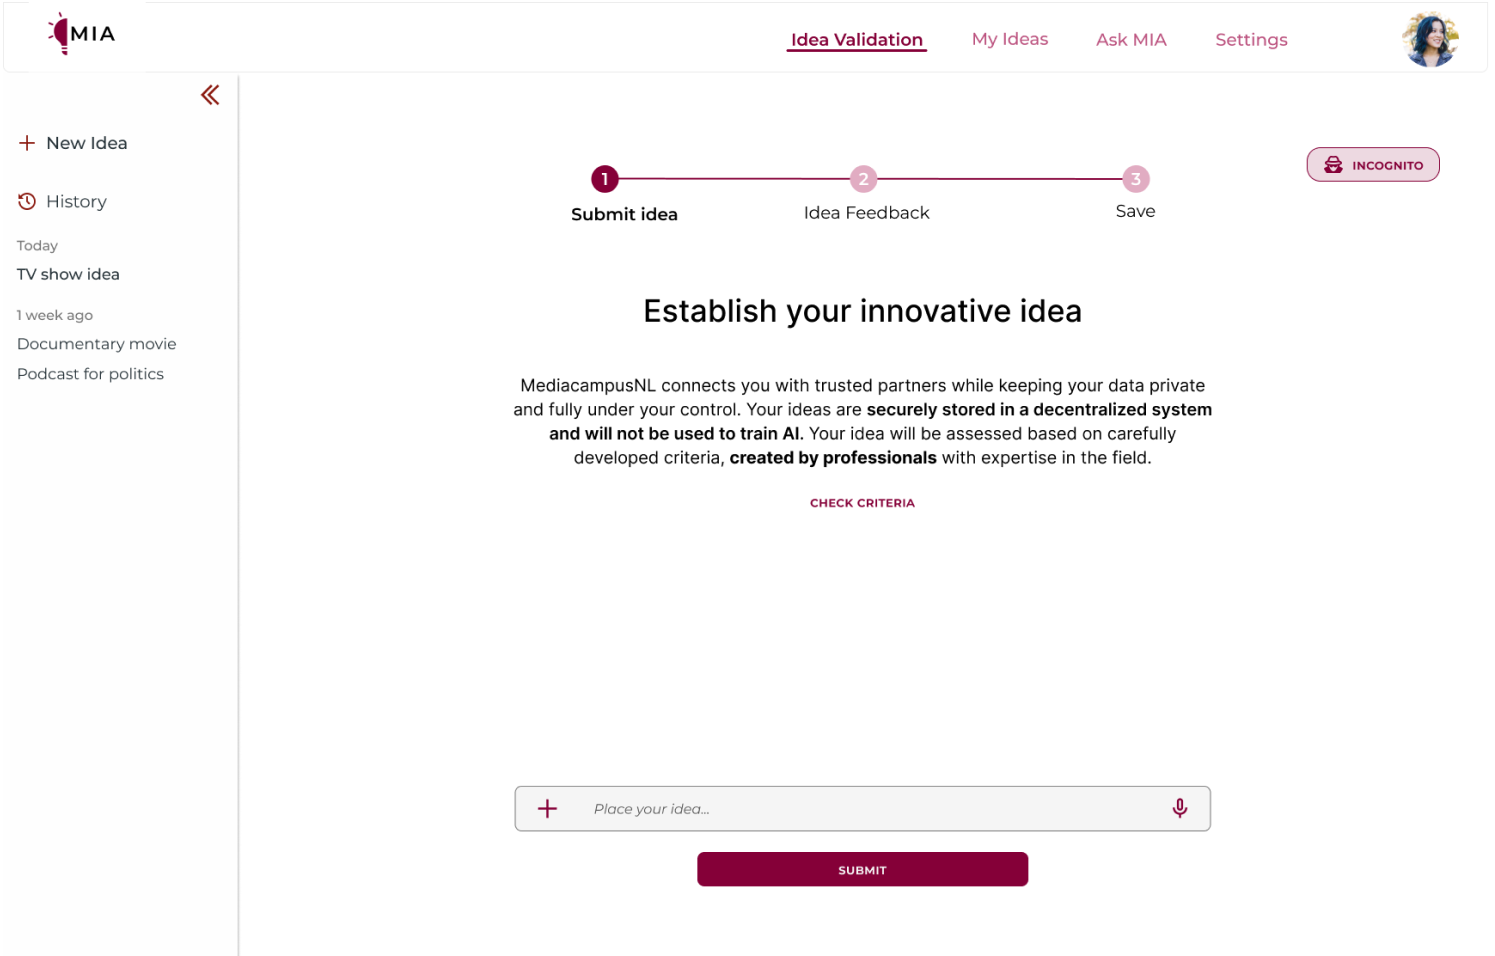 MIA
Idea Validation
My Ideas
Ask MIA
Settings
New Idea
History
Today
TV show idea
1 week ago
Documentary movie
Podcast for politics
1
2
3
Submit idea
Idea Feedback
Save
INCOGNITO
Establish your innovative idea
MediacampusNL connects you with trusted partners while keeping your data private
and fully under your control. Your ideas are securely stored in a decentralized system
and will not be used to train AI. Your idea will be assessed based on carefully
developed criteria, created by professionals with expertise in the field.
CHECK CRITERIA
Place your idea...
SUBMIT